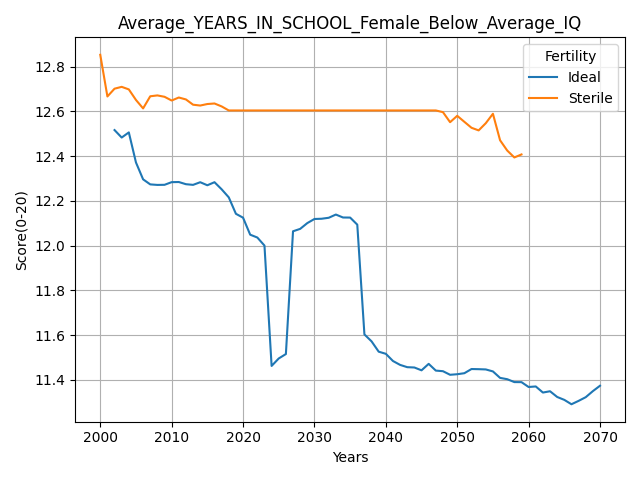 Average_YEARS_IN_SCHOOL_Female_Below_Average_IQ
Fertility
Ideal
Sterile
Score(0-20)
12.8
12.6
12.4
12.2
12.0
11.8
11.6
11.4
2000 2010 2020 2030 2040 2050 2060 2070
Years